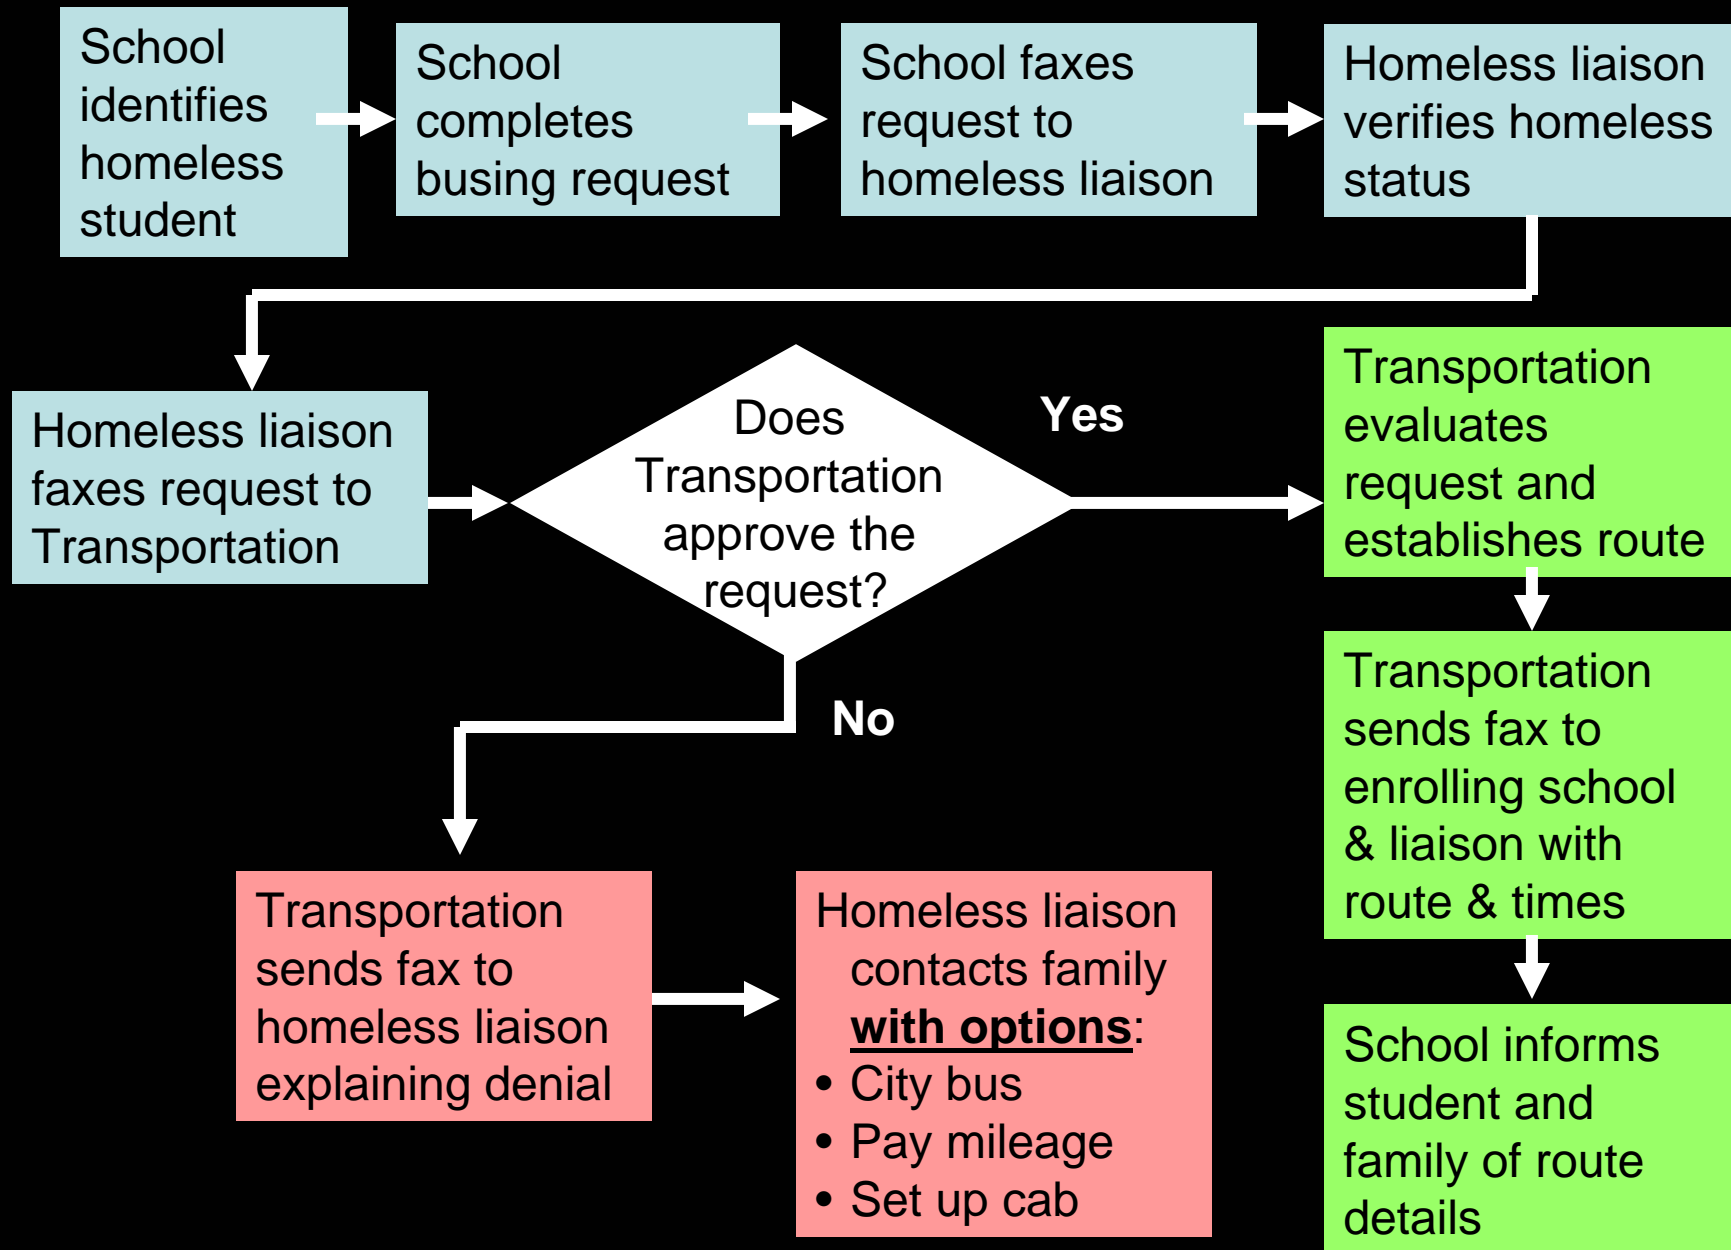 School
identifies
homeless
student
School
completes
busing request
School faxes
request to
homeless liaison
Homeless liaison
verifies homeless
status
Homeless liaison
faxes request to
Transportation
Does
Transportation
approve the
request?
Yes
No
Transportation
evaluates
request and
establishes route
Transportation
sends fax to
enrolling school
& liaison with
route & times
School informs
student and
family of route
details
Transportation
sends fax to
homeless liaison
explaining denial
Homeless liaison
contacts family
with options:
• City bus
• Pay mileage
• Set up cab